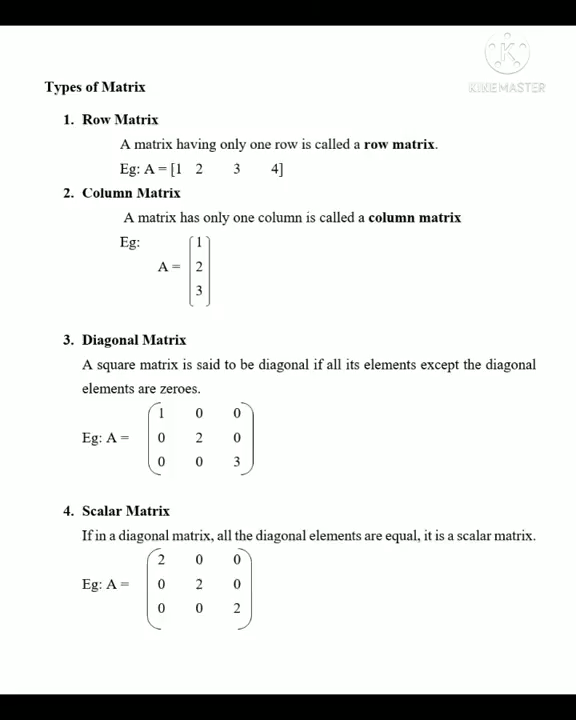 K
KINEMASTER
Types of Matrix
1. Row Matrix
A matrix having only one row is called a row matrix.
Eg: A = [1 2 3 4]
2. Column Matrix
A matrix has only one column is called a column matrix
Eg:
1
A = 2
3
3. Diagonal Matrix
A square matrix is said to be diagonal if all its elements except the diagonal
elements are zeroes.
1 0 0
Eg: A = 0 2 0
0 0 3
4. Scalar Matrix
If in a diagonal matrix, all the diagonal elements are equal, it is a scalar matrix.
2 0 0
Eg: A = 0 2 0
0 0 2